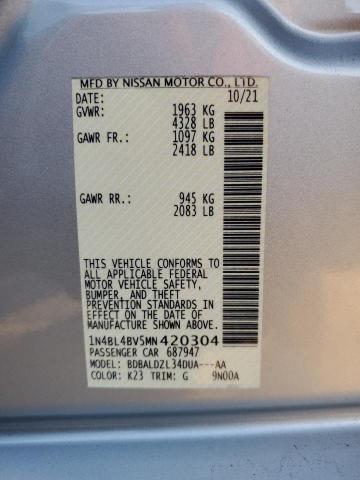 MFD BY NISSAN MOTOR CO., LTD.
DATE: 10/21
GVWR: 1963 KG
4328 LB
GAWR FR.: 1097 KG
2418 LB
GAWR RR.: 945 KG
2083 LB
THIS VEHICLE CONFORMS TO
ALL APPLICABLE FEDERAL
MOTOR VEHICLE SAFETY,
BUMPER, AND THEFT
PREVENTION STANDARDS IN
EFFECT ON THE DATE OF
MANUFACTURE SHOWN ABOVE.
1N4BL4BV5MN420304
PASSENGER CAR 687947
MODEL: BDBALDZL34DUA---AA
COLOR: K23 TRIM: G 9N00A